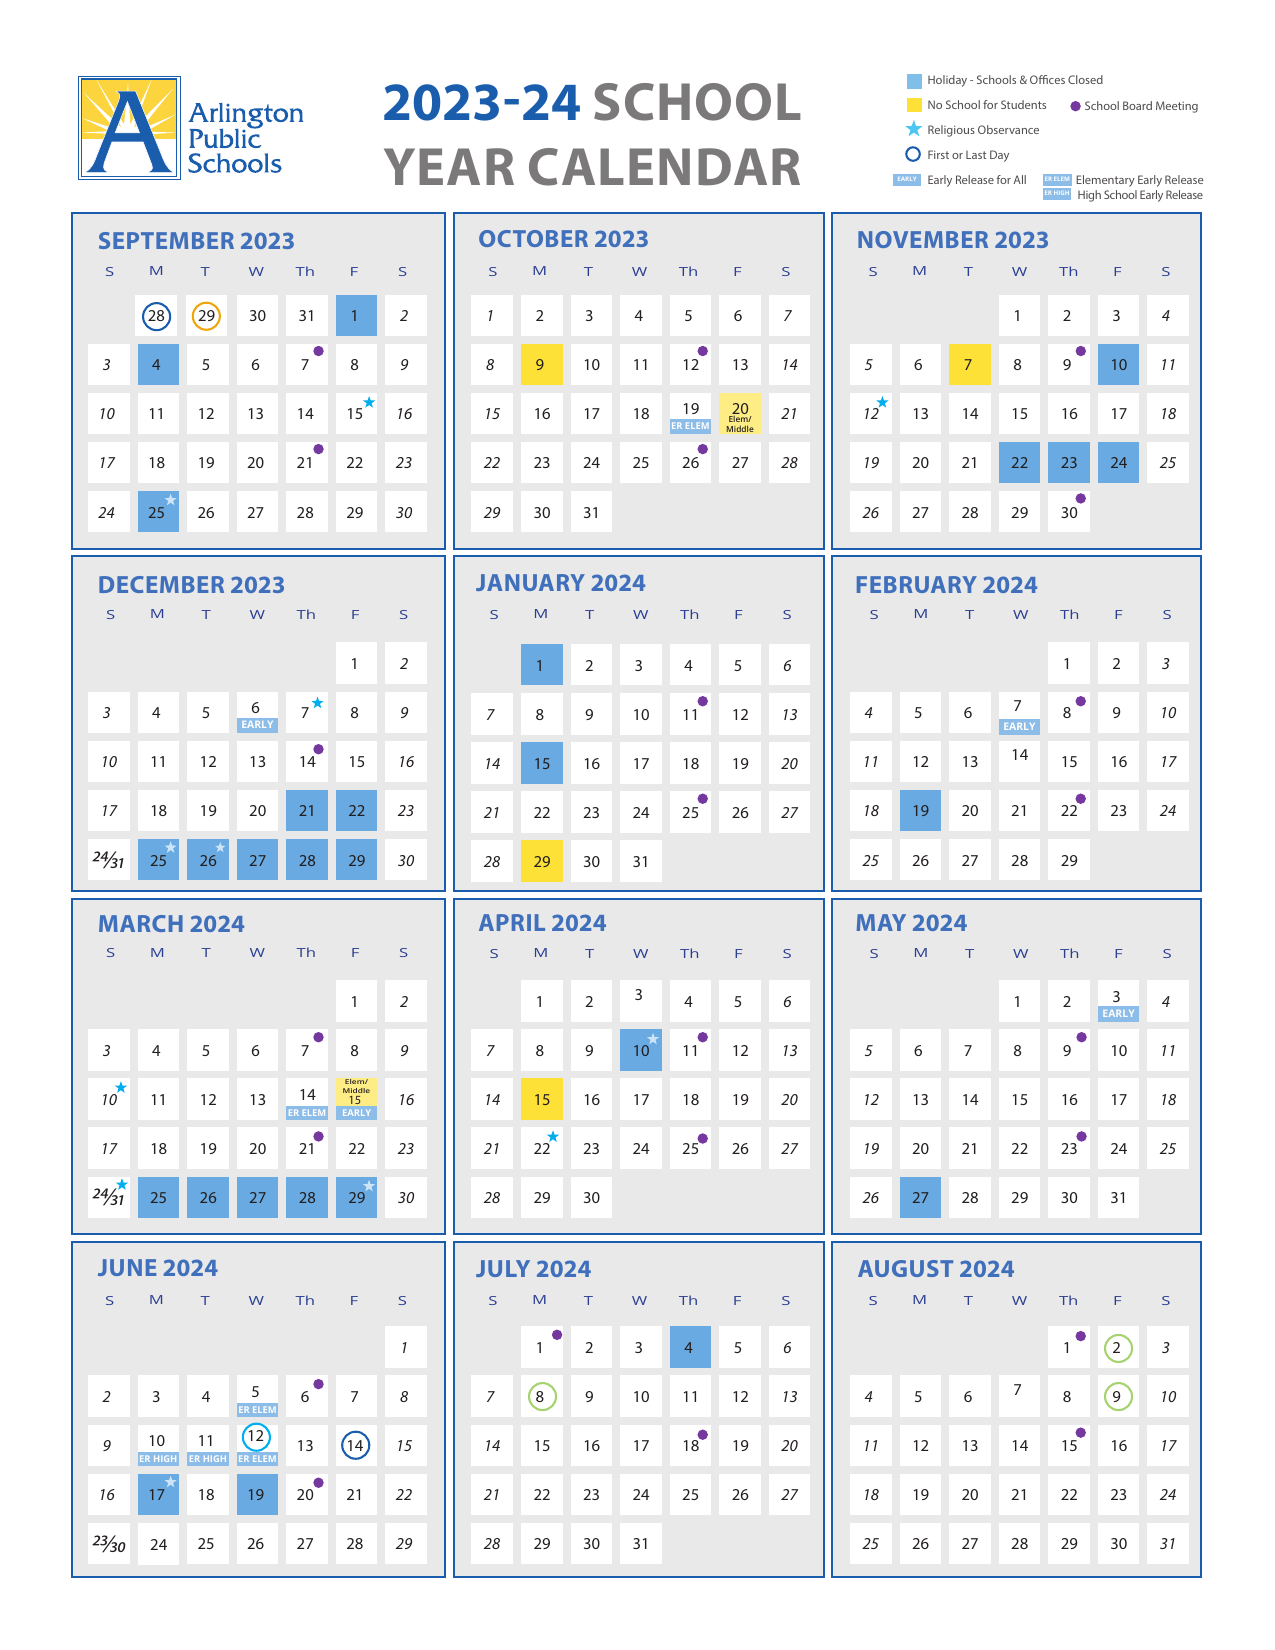 Arlington
Public
Schools
2023-24 SCHOOL
YEAR CALENDAR
Holiday - Schools & Offices Closed
No School for Students
School Board Meeting
Religious Observance
First or Last Day
EARLY Early Release for All
ER ELEM Elementary Early Release
ER HIGH High School Early Release
SEPTEMBER 2023
S M T W Th F S
28 29 30 31 1 2
3 4 5 6 7 8 9
10 11 12 13 14 15 16
17 18 19 20 21 22 23
24 25 26 27 28 29 30
OCTOBER 2023
S M T W Th F S
1 2 3 4 5 6 7
8 9 10 11 12 13 14
15 16 17 18 19 20 21
ER ELEM Elem/
Middle
22 23 24 25 26 27 28
29 30 31
NOVEMBER 2023
S M T W Th F S
1 2 3 4
5 6 7 8 9 10 11
12 13 14 15 16 17 18
19 20 21 22 23 24 25
26 27 28 29 30
DECEMBER 2023
S M T W Th F S
1 2
3 4 5 6 7 8 9
EARLY
10 11 12 13 14 15 16
17 18 19 20 21 22 23
24/31 25 26 27 28 29 30
JANUARY 2024
S M T W Th F S
1 2 3 4 5 6
7 8 9 10 11 12 13
14 15 16 17 18 19 20
21 22 23 24 25 26 27
28 29 30 31
FEBRUARY 2024
S M T W Th F S
1 2 3
4 5 6 7 8 9 10
EARLY
11 12 13 14 15 16 17
18 19 20 21 22 23 24
25 26 27 28 29
MARCH 2024
S M T W Th F S
1 2
3 4 5 6 7 8 9
Elem/
Middle
10 11 12 13 14 15 16
ER ELEM EARLY
17 18 19 20 21 22 23
24/31 25 26 27 28 29 30
APRIL 2024
S M T W Th F S
1 2 3 4 5 6
7 8 9 10 11 12 13
14 15 16 17 18 19 20
21 22 23 24 25 26 27
28 29 30
MAY 2024
S M T W Th F S
1 2 3 4
EARLY
5 6 7 8 9 10 11
12 13 14 15 16 17 18
19 20 21 22 23 24 25
26 27 28 29 30 31
JUNE 2024
S M T W Th F S
1
2 3 4 5 6 7 8
ER ELEM
9 10 11 12 13 14 15
ER HIGH ER HIGH ER ELEM
16 17 18 19 20 21 22
23/30 24 25 26 27 28 29
JULY 2024
S M T W Th F S
1 2 3 4 5 6
7 8 9 10 11 12 13
14 15 16 17 18 19 20
21 22 23 24 25 26 27
28 29 30 31
AUGUST 2024
S M T W Th F S
1 2 3
4 5 6 7 8 9 10
11 12 13 14 15 16 17
18 19 20 21 22 23 24
25 26 27 28 29 30 31